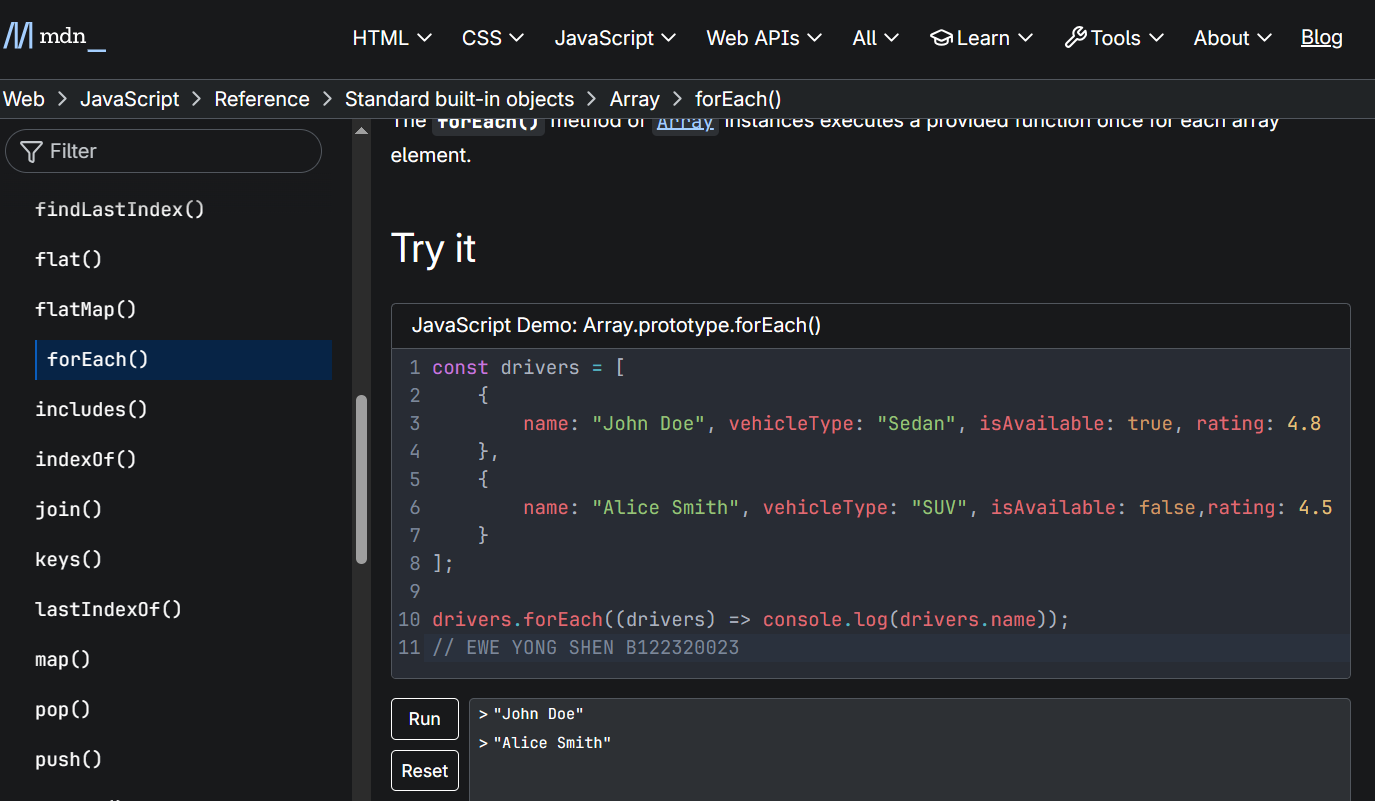 mdn_
HTML CSS JavaScript Web APIs All Learn Tools About Blog
Web > JavaScript > Reference > Standard built-in objects > Array > forEach()
Filter
findLastIndex()
flat()
flatMap()
forEach()
includes()
indexOf()
join()
keys()
lastIndexOf()
map()
pop()
push()
The forEach() method of Array instances executes a provided function once for each array
element.
Try it
JavaScript Demo: Array.prototype.forEach()
1 const drivers = [
2     {
3         name: "John Doe", vehicleType: "Sedan", isAvailable: true, rating: 4.8
4     },
5     {
6         name: "Alice Smith", vehicleType: "SUV", isAvailable: false,rating: 4.5
7     }
8 ];
9
10 drivers.forEach((drivers) => console.log(drivers.name));
11 // EWE YONG SHEN B122320023
Run
Reset
> "John Doe"
> "Alice Smith"